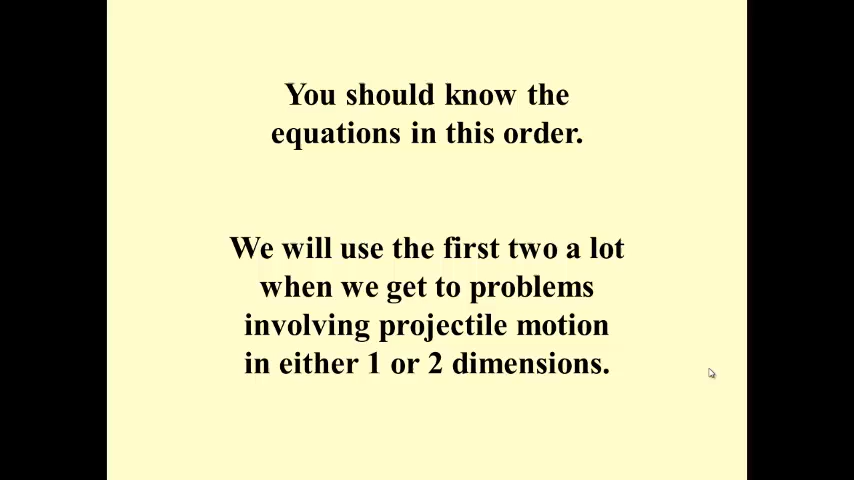 You should know the
equations in this order.
We will use the first two a lot
when we get to problems
involving projectile motion
in either 1 or 2 dimensions.